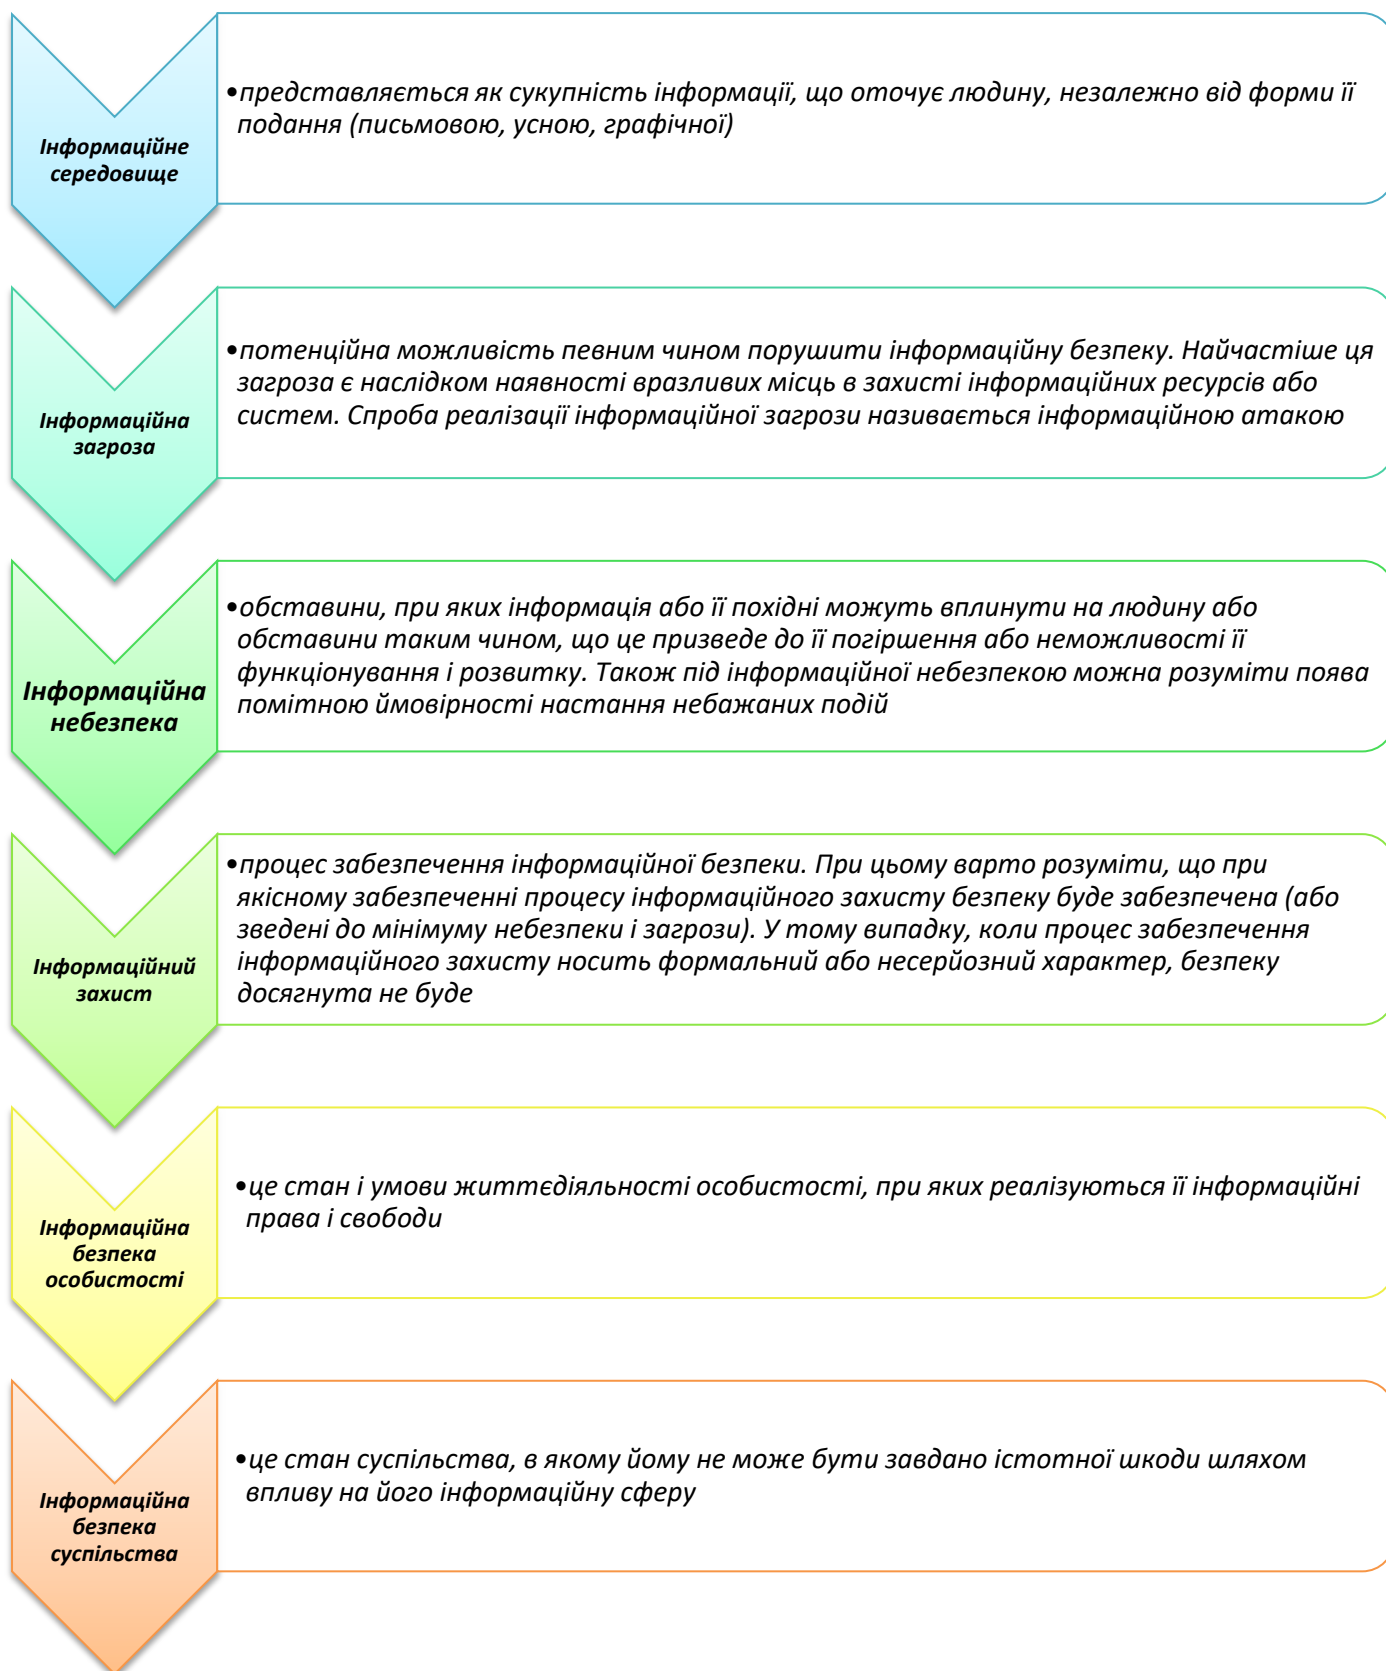 Інформаційне
середовище
•представляється як сукупність інформації, що оточує людину, незалежно від форми її
подання (письмовою, усною, графічної)
Інформаційна
загроза
•потенційна можливість певним чином порушити інформаційну безпеку. Найчастіше ця
загроза є наслідком наявності вразливих місць в захисті інформаційних ресурсів або
систем. Спроба реалізації інформаційної загрози називається інформаційною атакою
Інформаційна
небезпека
•обставини, при яких інформація або її похідні можуть вплинути на людину або
обставини таким чином, що це призведе до її погіршення або неможливості її
функціонування і розвитку. Також під інформаційної небезпекою можна розуміти поява
помітною ймовірності настання небажаних подій
Інформаційний
захист
•процес забезпечення інформаційної безпеки. При цьому варто розуміти, що при
якісному забезпеченні процесу інформаційного захисту безпеку буде забезпечена (або
зведені до мінімуму небезпеки і загрози). У тому випадку, коли процес забезпечення
інформаційного захисту носить формальний або несерйозний характер, безпеку
досягнута не буде
Інформаційна
безпека
особистості
•це стан і умови життєдіяльності особистості, при яких реалізуються її інформаційні
права і свободи
Інформаційна
безпека
суспільства
•це стан суспільства, в якому йому не може бути завдано істотної шкоди шляхом
впливу на його інформаційну сферу